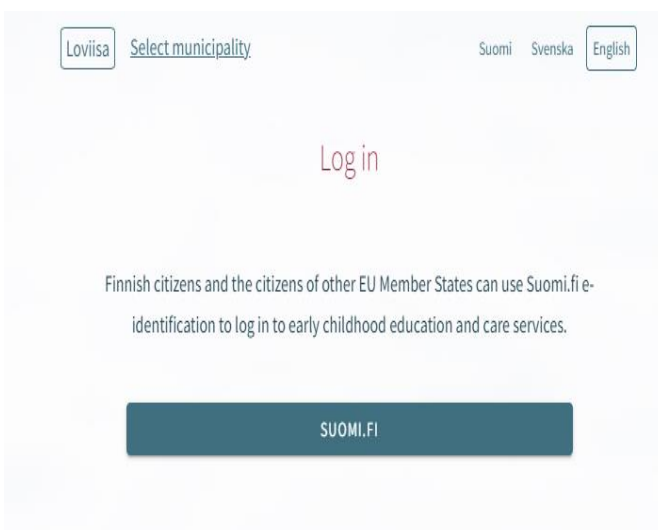 Loviisa Select municipality Suomi Svenska English
Log in
Finnish citizens and the citizens of other EU Member States can use Suomi.fi e-
identification to log in to early childhood education and care services.
SUOMI.FI